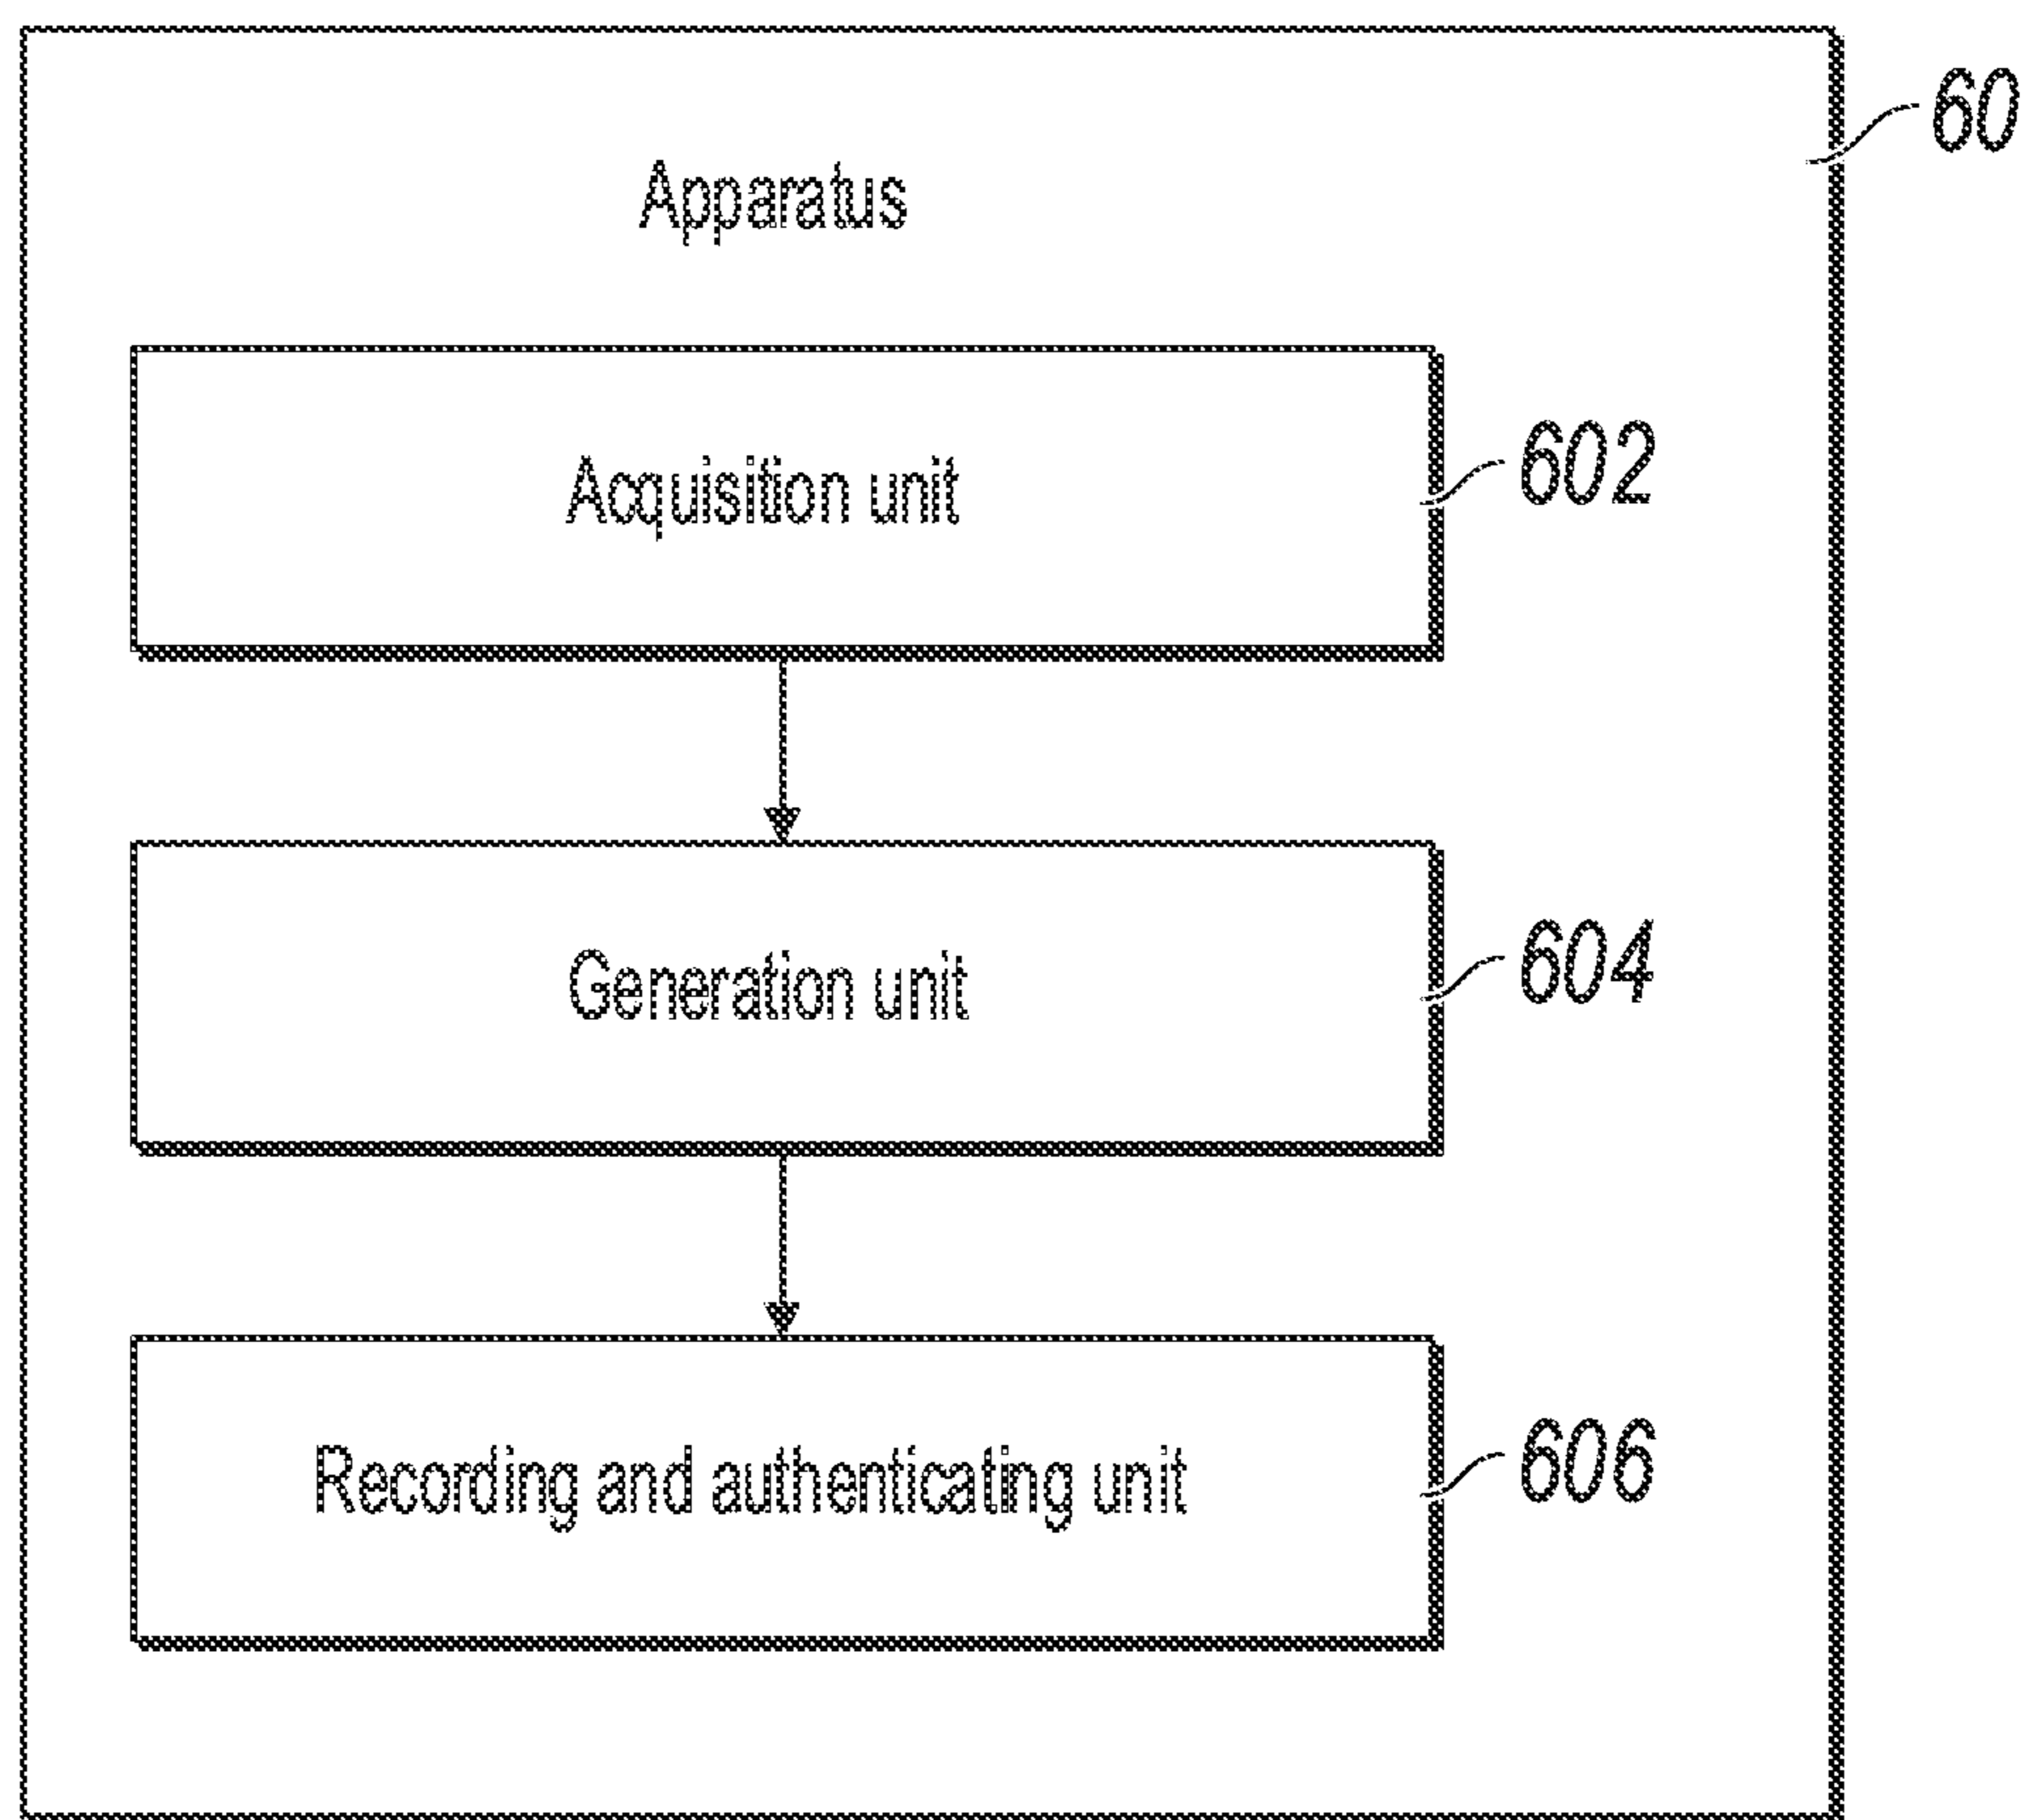 60
Apparatus
Acquisition unit
602
Generation unit
604
Recording and authenticating unit
606